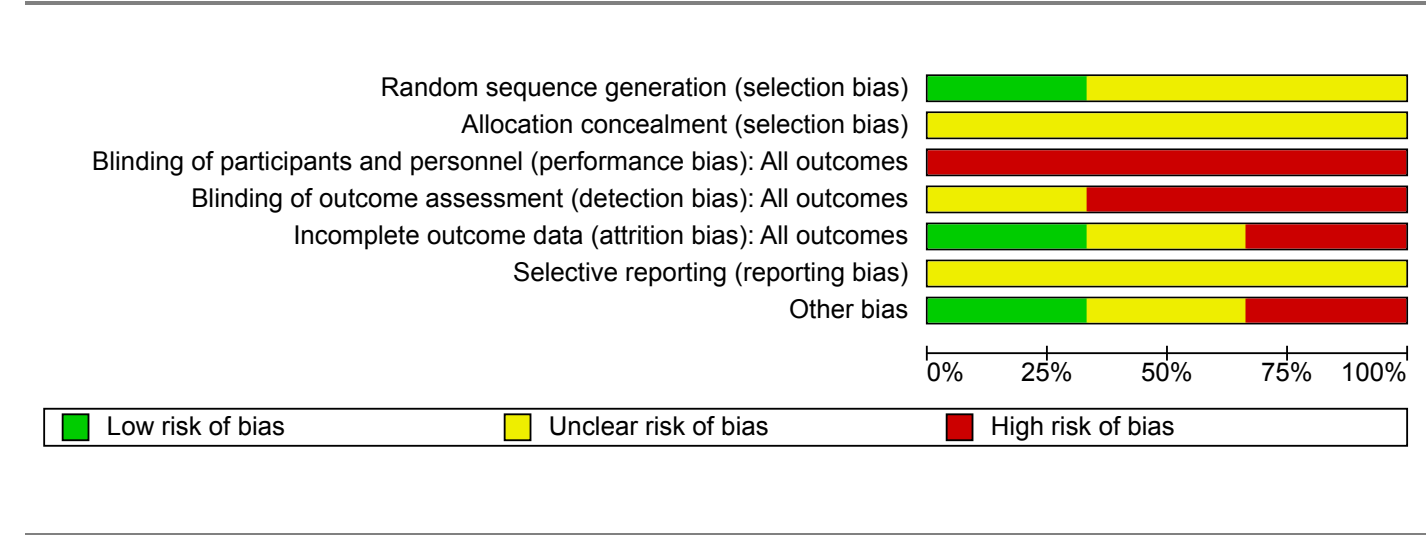 Random sequence generation (selection bias)
Allocation concealment (selection bias)
Blinding of participants and personnel (performance bias): All outcomes
Blinding of outcome assessment (detection bias): All outcomes
Incomplete outcome data (attrition bias): All outcomes
Selective reporting (reporting bias)
Other bias
0% 25% 50% 75% 100%
Low risk of bias Unclear risk of bias High risk of bias